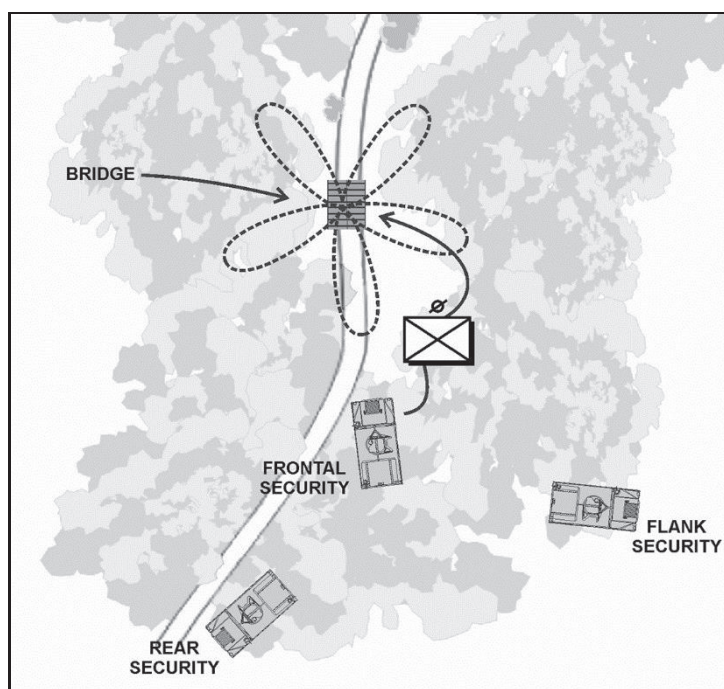 BRIDGE
FRONTAL
SECURITY
FLANK
SECURITY
REAR
SECURITY